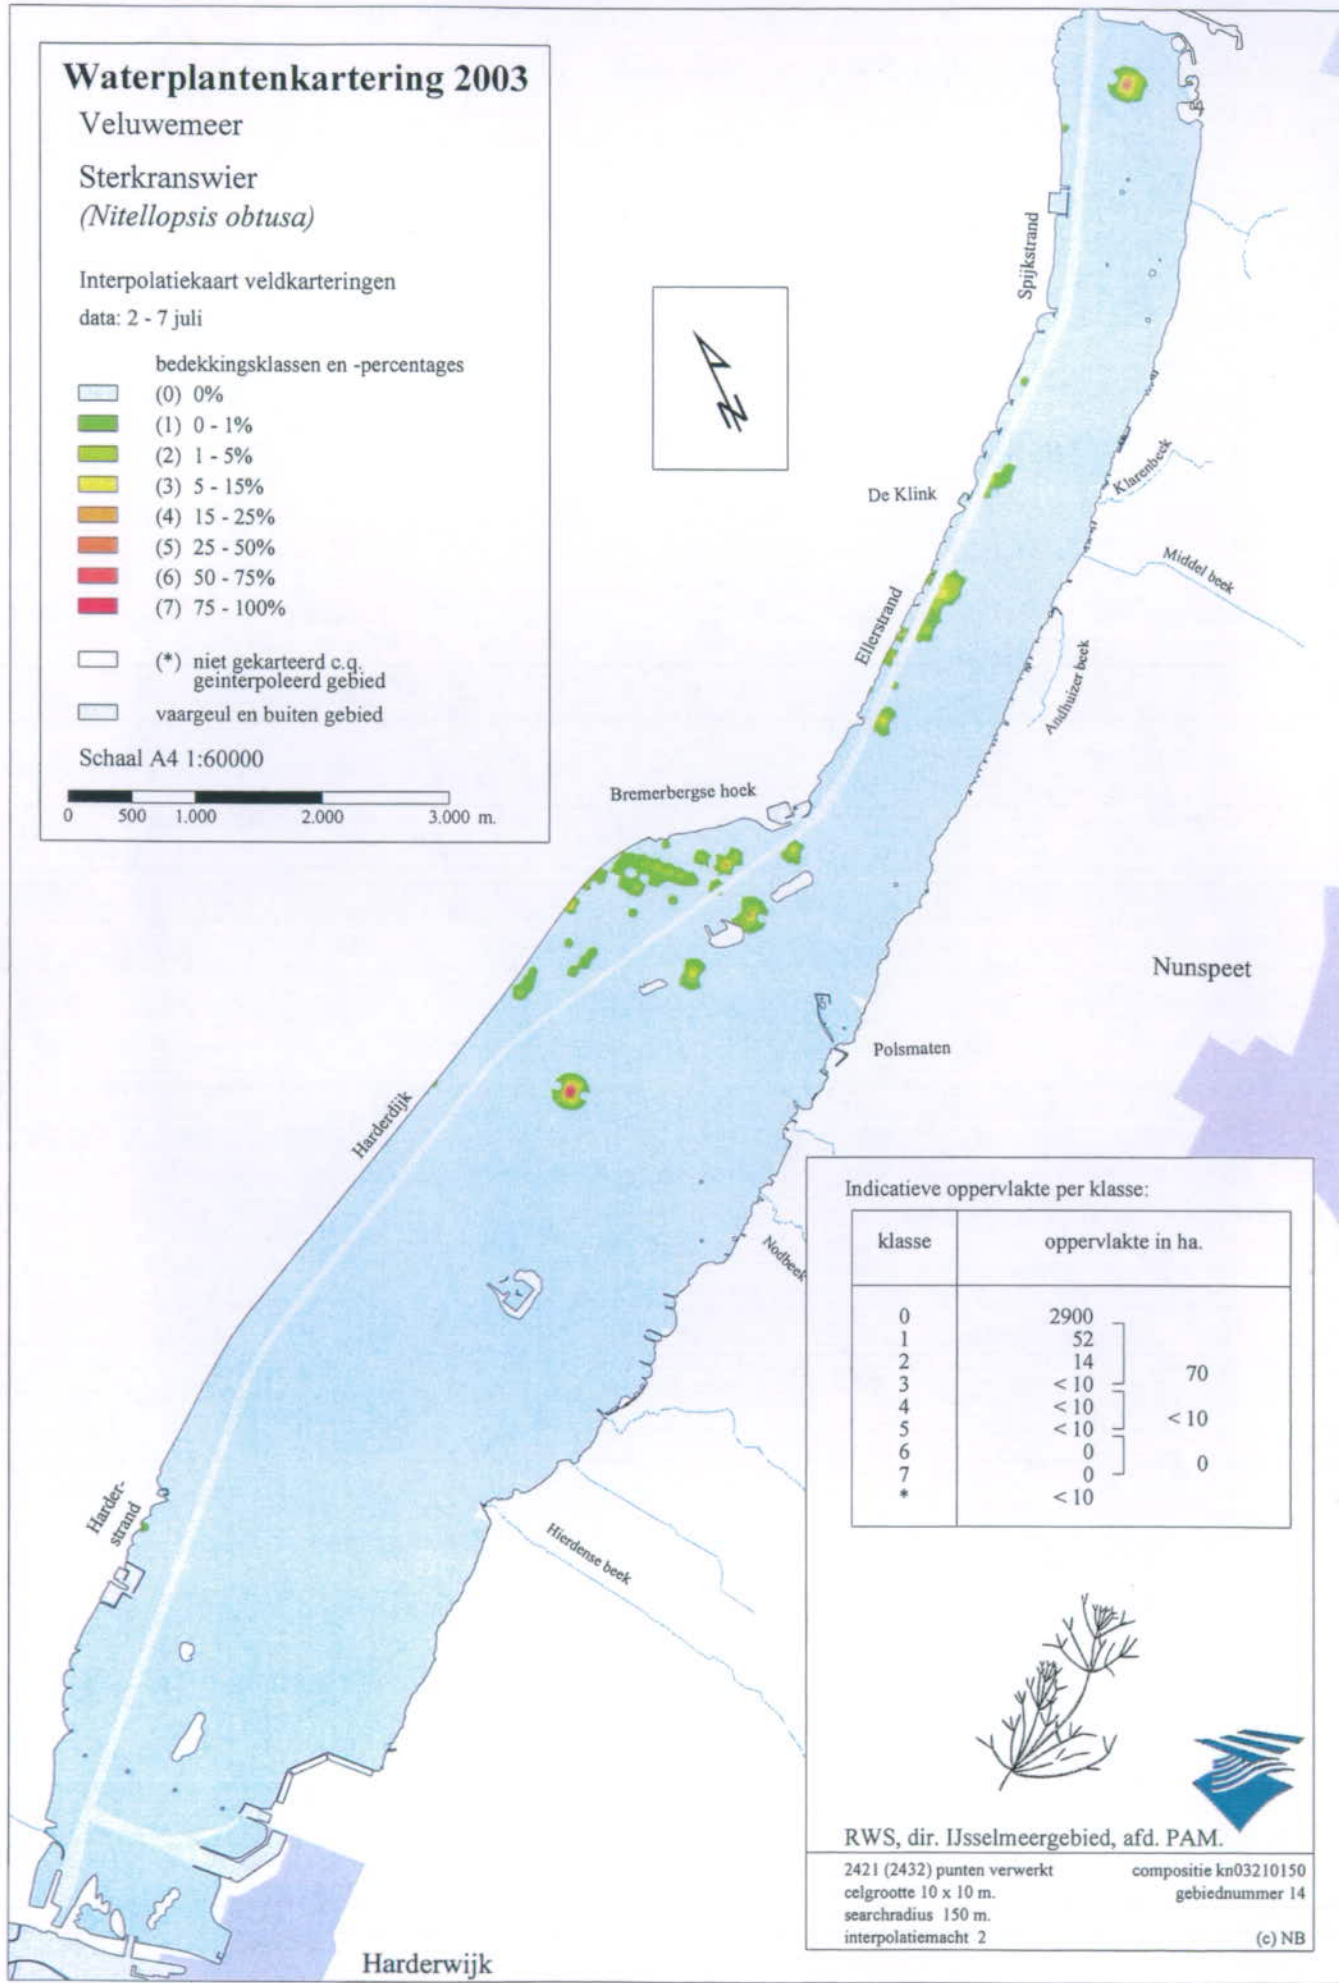 Waterplantenkartering 2003
Veluwemeer
Sterkranswier
(Nitellopsis obtusa)
Interpolatiekaart veldkarteringen
data: 2 - 7 juli
bedekkingsklassen en -percentages
(0) 0%
(1) 0 - 1%
(2) 1 - 5%
(3) 5 - 15%
(4) 15 - 25%
(5) 25 - 50%
(6) 50 - 75%
(7) 75 - 100%
(*) niet gekarteerd c.q.
geinterpoleerd gebied
vaargeul en buiten gebied
Schaal A4 1:60000
0 500 1.000 2.000 3.000 m.
N
Spijkstrand
De Klink
Klarenbeek
Middel beek
Ellerstrand
Andhuizer beek
Bremerbergse hoek
Nunspeet
Polsmaten
Harderdijk
Nodbeek
Harder-
strand
Hierdense beek
Harderwijk
Indicatieve oppervlakte per klasse:
klasse oppervlakte in ha.
0 2900
1 52
2 14
70
3 < 10
4 < 10
< 10
5 < 10
6 0
0
7 0
* < 10
RWS, dir. IJsselmeergebied, afd. PAM.
2421 (2432) punten verwerkt compositie kn03210150
celgrootte 10 x 10 m. gebiednummer 14
searchradius 150 m.
interpolatiemacht 2 (c) NB